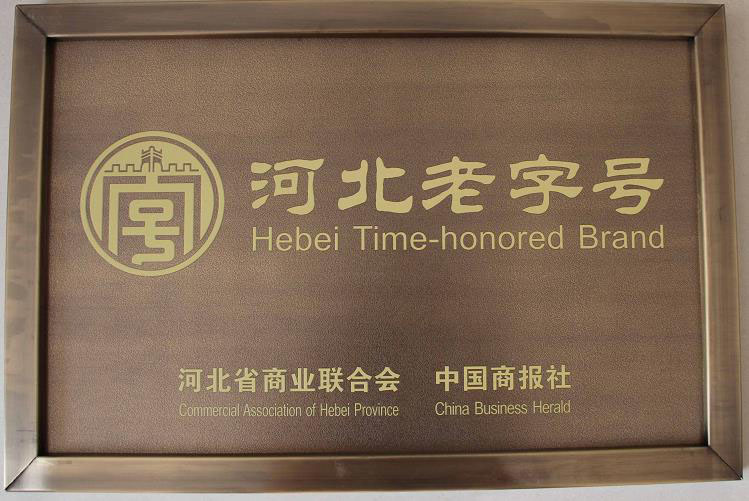 河北老字号
Hebei Time-honored Brand
河北省商业联合会 中国商报社
Commercial Association of Hebei Province China Business Herald